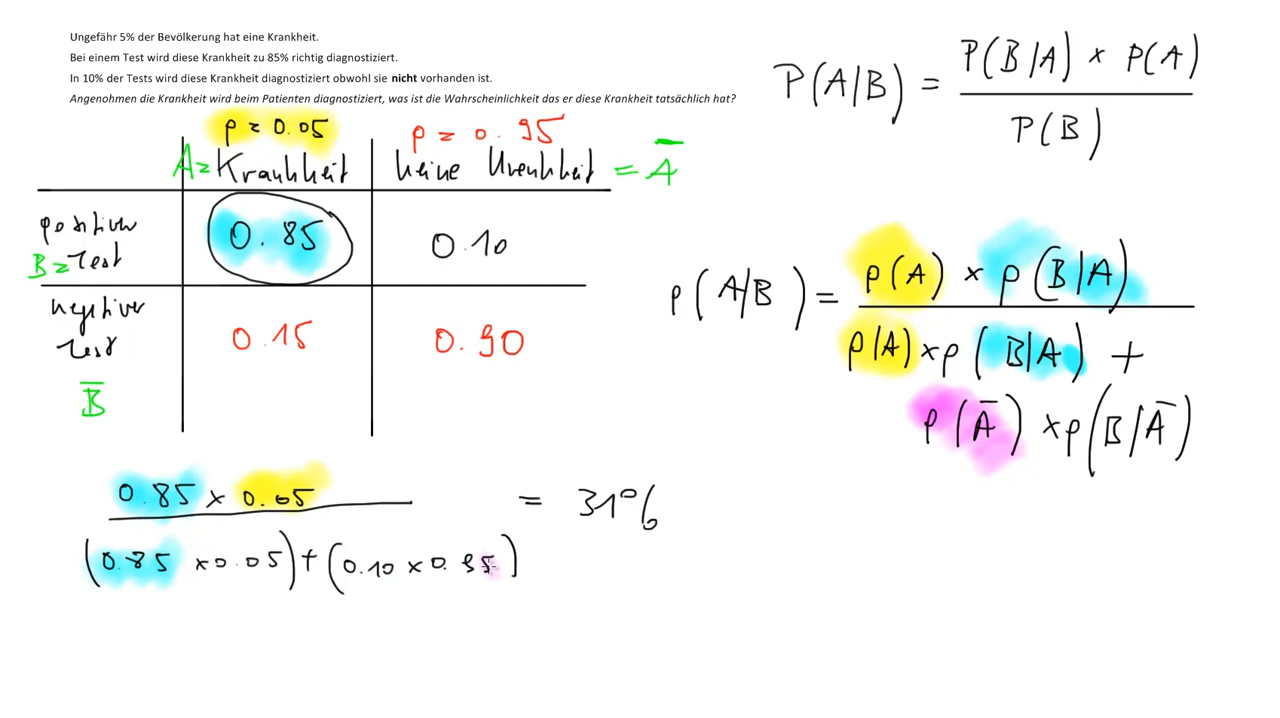 Ungefähr 5% der Bevölkerung hat eine Krankheit.
Bei einem Test wird diese Krankheit zu 85% richtig diagnostiziert.
In 10% der Tests wird diese Krankheit diagnostiziert obwohl sie nicht vorhanden ist.
Angenommen die Krankheit wird beim Patienten diagnostiziert, was ist die Wahrscheinlichkeit das er diese Krankheit tatsächlich hat?
P(A|B) = P(B|A) × P(A)
P(B)
p = 0.05 p = 0.95
A= Krankheit keine Krankheit = A̅
positiver
B= Test 0.85 0.10
negitiver
Test 0.15 0.90
B̅
p(A|B) = p(A) × p(B|A)
p(A) × p(B|A) +
p(A̅) × p(B|A̅)
0.85 × 0.05 = 31%
(0.85 × 0.05) + (0.10 × 0.95)